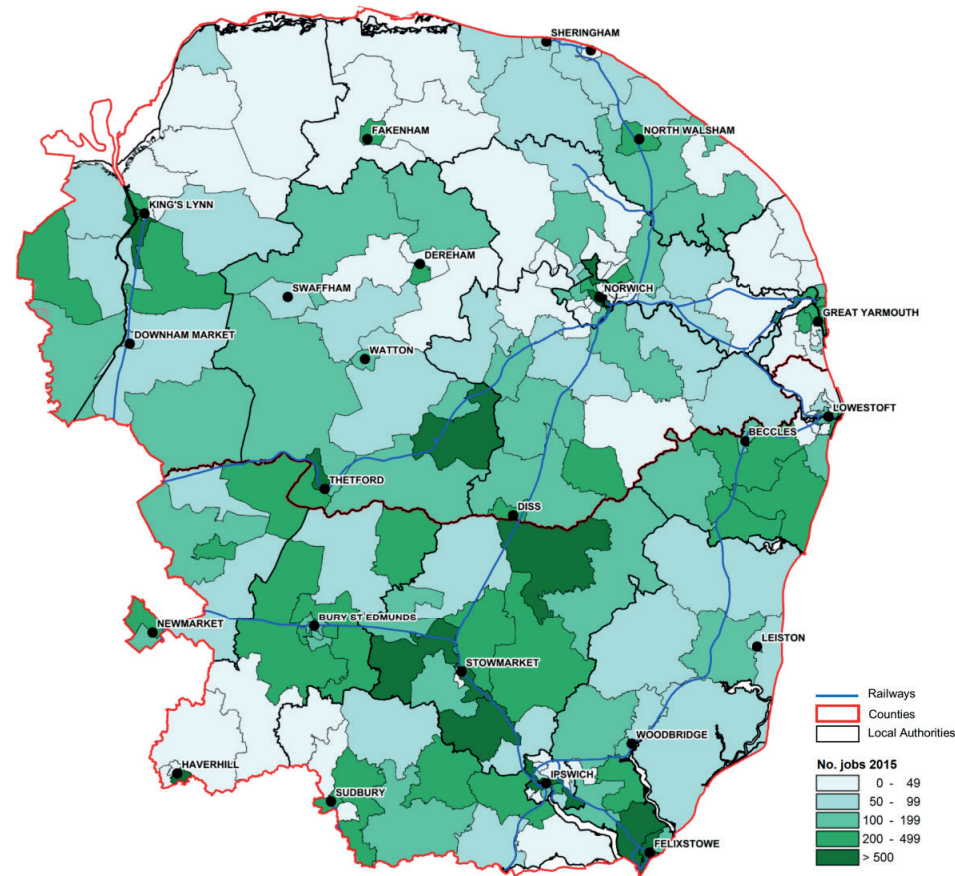 SHERINGHAM
FAKENHAM
NORTH WALSHAM
KING'S LYNN
DEREHAM
SWAFFHAM
NORWICH
GREAT YARMOUTH
DOWNHAM MARKET
WATTON
LOWESTOFT
BECCLES
THETFORD
DISS
NEWMARKET
BURY ST EDMUNDS
LEISTON
STOWMARKET
WOODBRIDGE
HAVERHILL
IPSWICH
SUDBURY
FELIXSTOWE
Railways
Counties
Local Authorities
No. jobs 2015
0 - 49
50 - 99
100 - 199
200 - 499
> 500